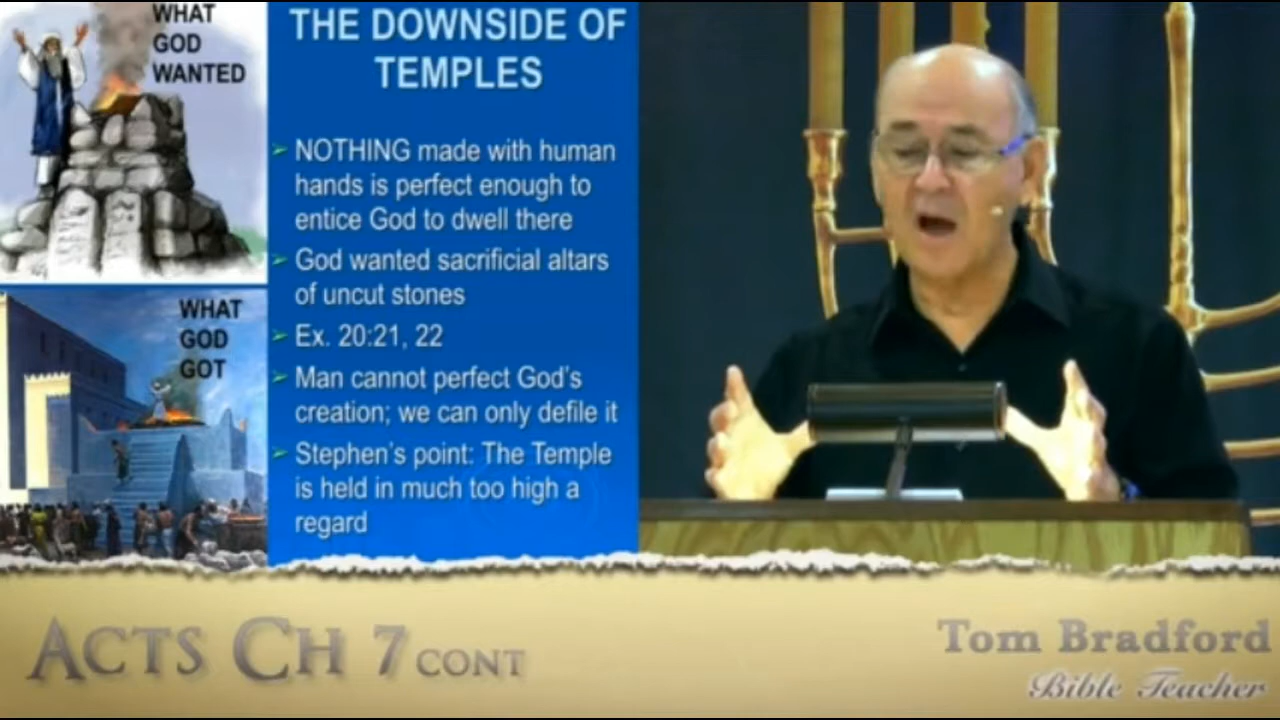 WHAT
GOD
WANTED
WHAT
GOD
GOT
THE DOWNSIDE OF
TEMPLES
NOTHING made with human
hands is perfect enough to
entice God to dwell there
God wanted sacrificial altars
of uncut stones
Ex. 20:21, 22
Man cannot perfect God's
creation; we can only defile it
Stephen's point: The Temple
is held in much too high a
regard
ACTS CH 7 CONT
Tom Bradford
Bible Teacher